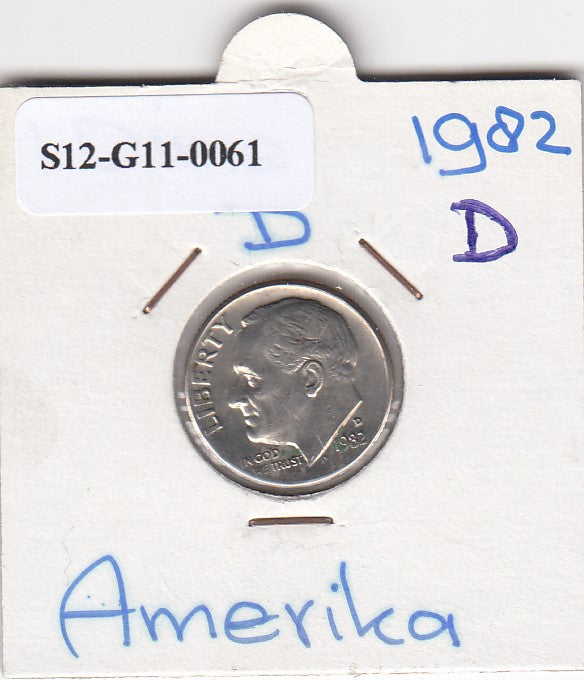 S12-G11-0061
1982
D
D
LIBERTY
IN GOD
WE TRUST
D
1982
Amerika